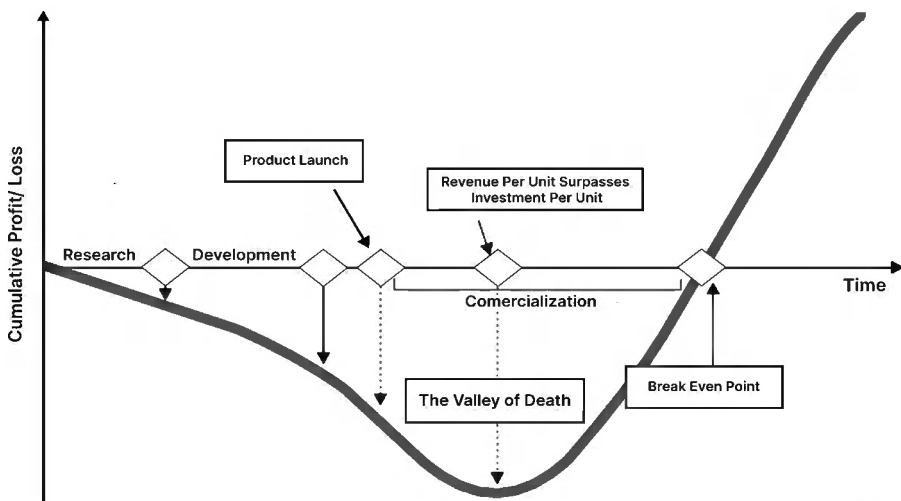 Cumulative Profit/ Loss
Product Launch
Revenue Per Unit Surpasses
Investment Per Unit
Research
Development
Comercialization
Time
The Valley of Death
Break Even Point